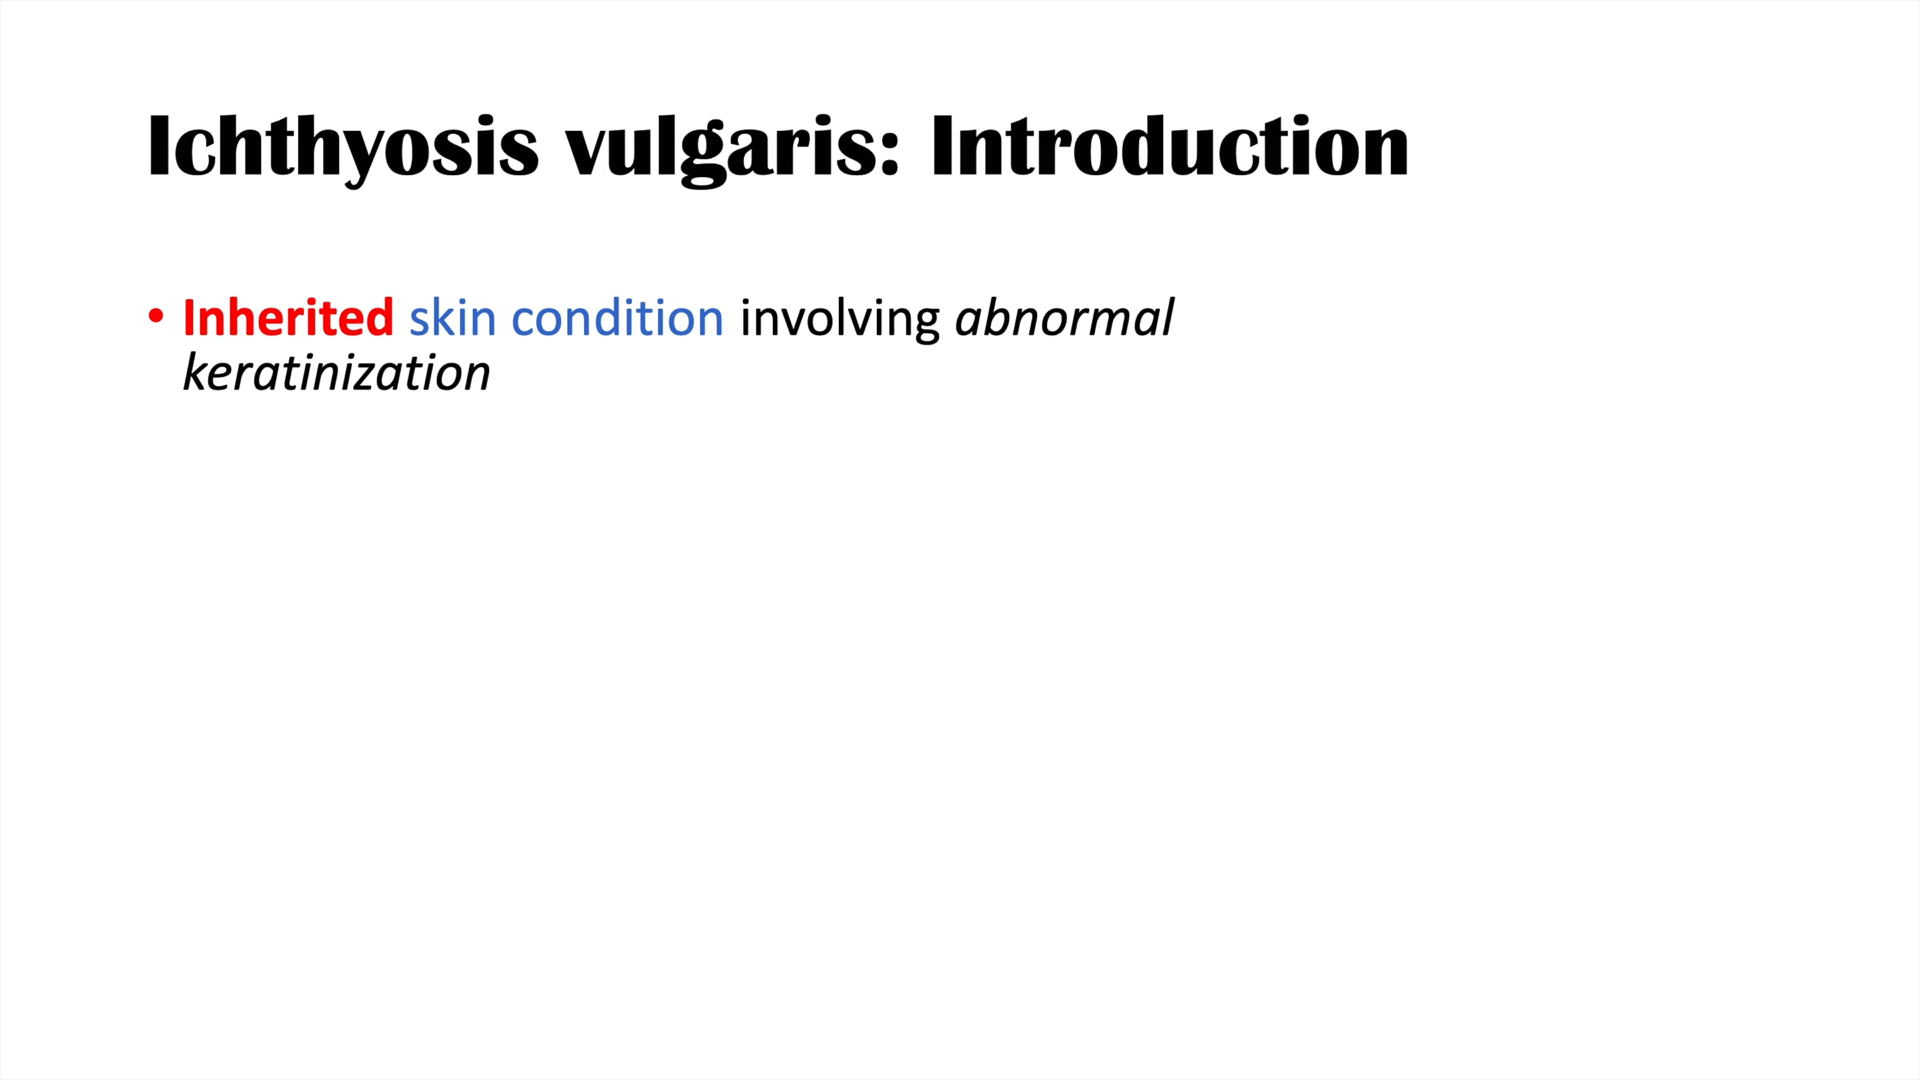 Ichthyosis vulgaris: Introduction
• Inherited skin condition involving abnormal
keratinization